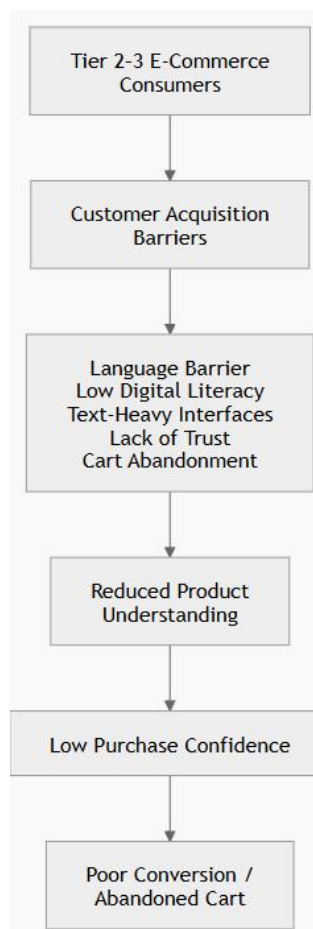 Tier 2-3 E-Commerce
Consumers
Customer Acquisition
Barriers
Language Barrier
Low Digital Literacy
Text-Heavy Interfaces
Lack of Trust
Cart Abandonment
Reduced Product
Understanding
Low Purchase Confidence
Poor Conversion /
Abandoned Cart